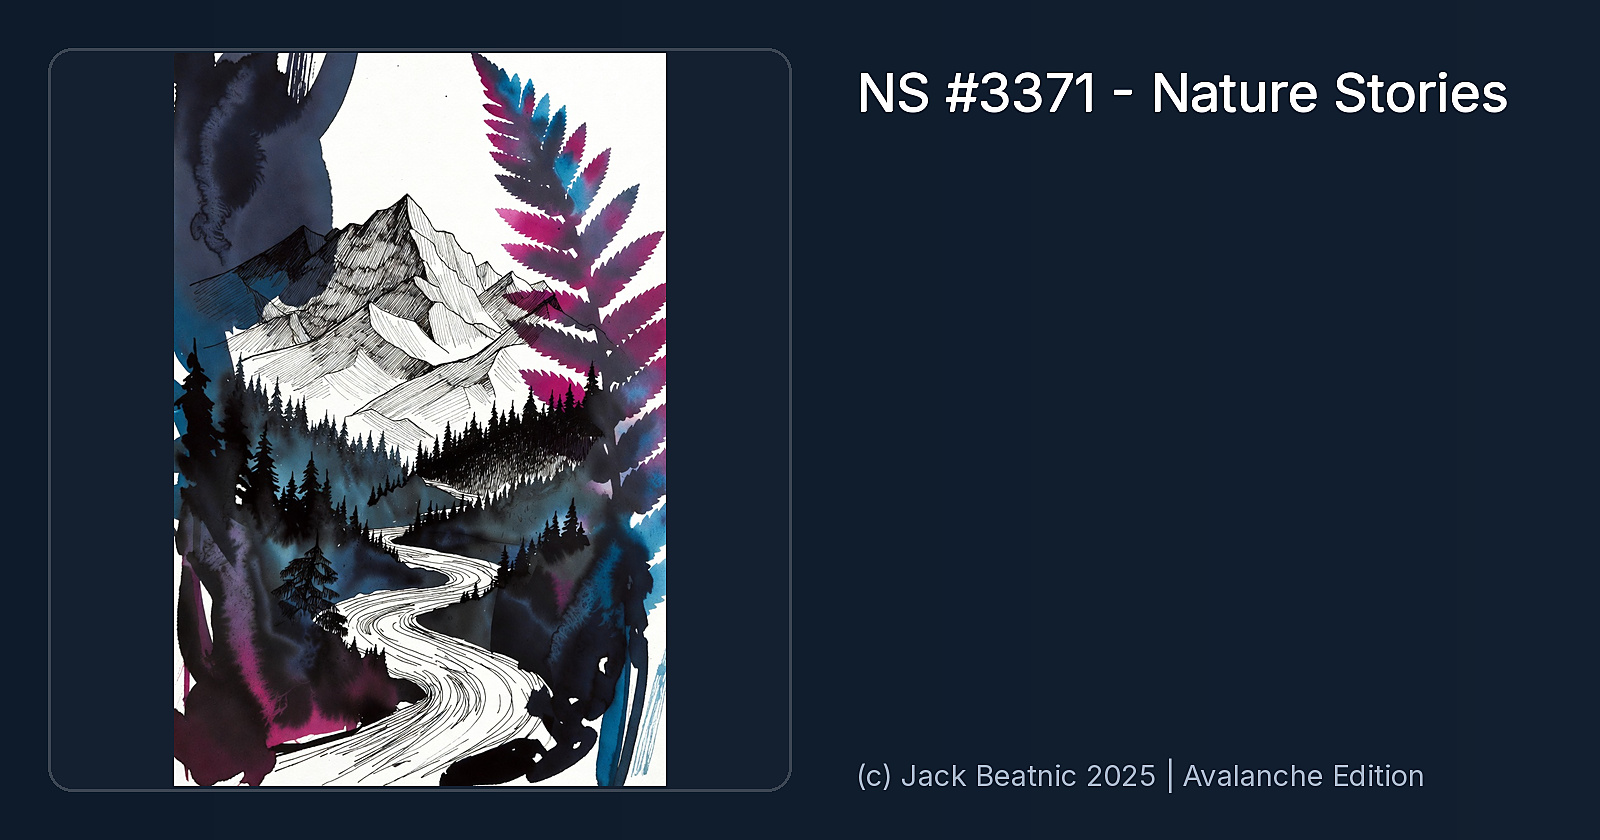 NS #3371 - Nature Stories
(c) Jack Beatnic 2025 | Avalanche Edition